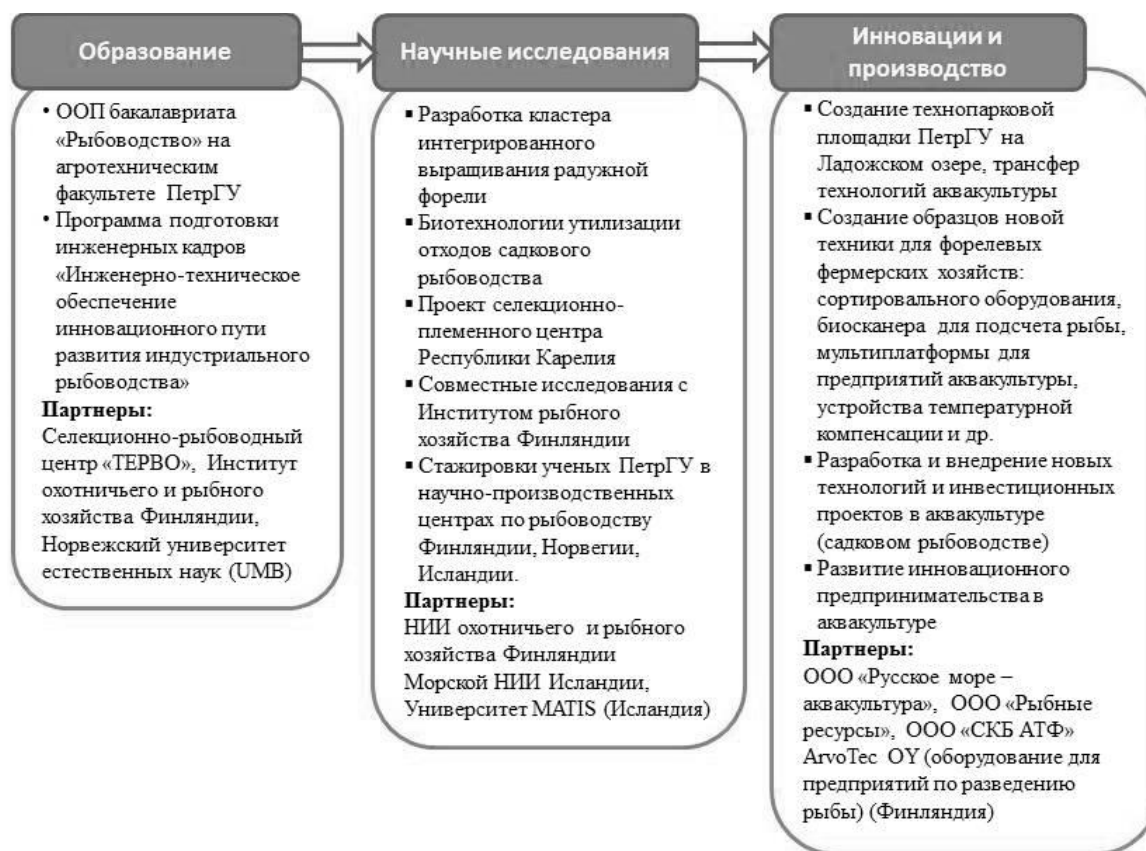 Образование
• ООП бакалавриата
«Рыбоводство» на
агротехническим
факультете ПетрГУ
• Программа подготовки
инженерных кадров
«Инженерно-техническое
обеспечение
инновационного пути
развития индустриального
рыбоводства»
Партнеры:
Селекционно-рыбоводный
центр «ТЕРВО», Институт
охотничьего и рыбного
хозяйства Финляндии,
Норвежский университет
естественных наук (UMB)
Научные исследования
▪ Разработка кластера
интегрированного
выращивания радужной
форели
▪ Биотехнологии утилизации
отходов садкового
рыбоводства
▪ Проект селекционно-
племенного центра
Республики Карелия
▪ Совместные исследования с
Институтом рыбного
хозяйства Финляндии
▪ Стажировки ученых ПетрГУ в
научно-производственных
центрах по рыбоводству
Финляндии, Норвегии,
Исландии.
Партнеры:
НИИ охотничьего и рыбного
хозяйства Финляндии
Морской НИИ Исландии,
Университет MATIS (Исландия)
Инновации и
производство
▪ Создание технопарковой
площадки ПетрГУ на
Ладожском озере, трансфер
технологий аквакультуры
▪ Создание образцов новой
техники для форелевых
фермерских хозяйств:
сортировального оборудования,
биосканера для подсчета рыбы,
мультиплатформы для
предприятий аквакультуры,
устройства температурной
компенсации и др.
▪ Разработка и внедрение новых
технологий и инвестиционных
проектов в аквакультуре
(садковом рыбоводстве)
▪ Развитие инновационного
предпринимательства в
аквакультуре
Партнеры:
ООО «Русское море –
аквакультура», ООО «Рыбные
ресурсы», ООО «СКБ АТФ»
ArvoTec OY (оборудование для
предприятий по разведению
рыбы) (Финляндия)